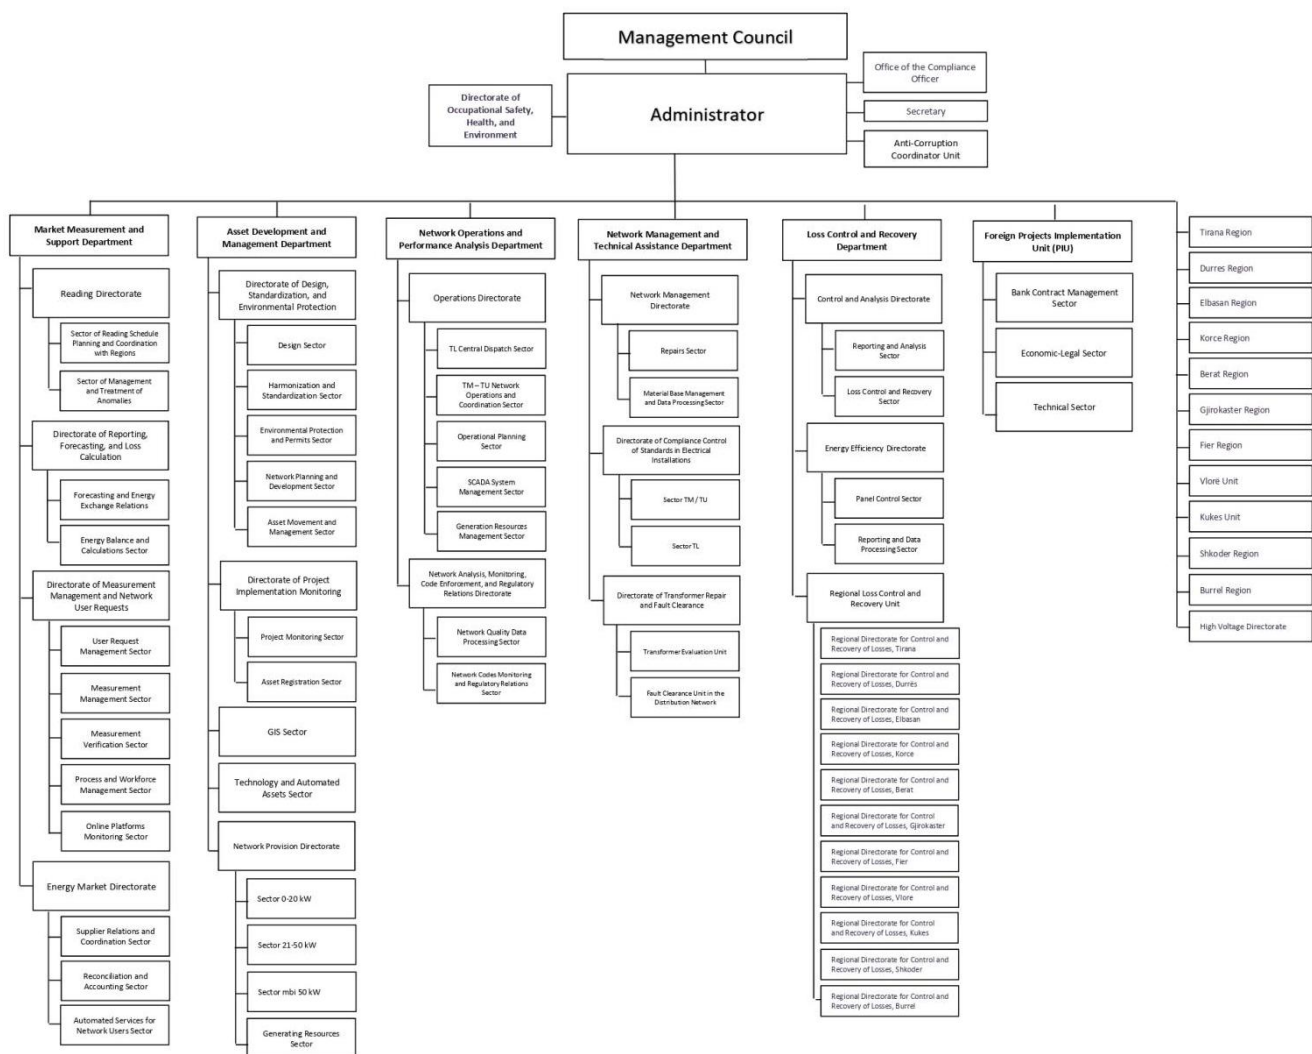 Management Council
Office of the Compliance
Officer
Directorate of
Occupational Safety,
Health, and
Environment
Administrator
Secretary
Anti-Corruption
Coordinator Unit
Market Measurement and
Support Department
Reading Directorate
Sector of Reading Schedule
Planning and Coordination
with Regions
Sector of Management
and Treatment of
Anomalies
Directorate of Reporting,
Forecasting, and Loss
Calculation
Forecasting and Energy
Exchange Relations
Energy Balance and
Calculations Sector
Directorate of Measurement
Management and Network
User Requests
User Request
Management Sector
Measurement
Management Sector
Measurement
Verification Sector
Process and Workforce
Management Sector
Online Platforms
Monitoring Sector
Energy Market Directorate
Supplier Relations and
Coordination Sector
Reconciliation and
Accounting Sector
Automated Services for
Network Users Sector
Asset Development and
Management Department
Directorate of Design,
Standardization, and
Environmental Protection
Design Sector
Harmonization and
Standardization Sector
Environmental Protection
and Permits Sector
Network Planning and
Development Sector
Asset Movement and
Management Sector
Directorate of Project
Implementation Monitoring
Project Monitoring Sector
Asset Registration Sector
GIS Sector
Technology and Automated
Assets Sector
Network Provision Directorate
Sector 0-20 kW
Sector 21-50 kW
Sector mbi 50 kW
Generating Resources
Sector
Network Operations and
Performance Analysis Department
Operations Directorate
TL Central Dispatch Sector
TM – TU Network
Operations and
Coordination Sector
Operational Planning
Sector
SCADA System
Management Sector
Generation Resources
Management Sector
Network Analysis, Monitoring,
Code Enforcement, and Regulatory
Relations Directorate
Network Quality Data
Processing Sector
Network Codes Monitoring
and Regulatory Relations
Sector
Network Management and
Technical Assistance Department
Network Management
Directorate
Repairs Sector
Material Base Management
and Data Processing Sector
Directorate of Compliance Control
of Standards in Electrical
Installations
Sector TM / TU
Sector TL
Directorate of Transformer Repair
and Fault Clearance
Transformer Evaluation Unit
Fault Clearance Unit in the
Distribution Network
Loss Control and Recovery
Department
Control and Analysis Directorate
Reporting and Analysis
Sector
Loss Control and Recovery
Sector
Energy Efficiency Directorate
Panel Control Sector
Reporting and Data
Processing Sector
Regional Loss Control and
Recovery Unit
Regional Directorate for Control and
Recovery of Losses, Tirana
Regional Directorate for Control and
Recovery of Losses, Durrës
Regional Directorate for Control and
Recovery of Losses, Elbasan
Regional Directorate for Control and
Recovery of Losses, Korce
Regional Directorate for Control and
Recovery of Losses, Berat
Regional Directorate for Control
and Recovery of Losses, Gjirokaster
Regional Directorate for Control and
Recovery of Losses, Fier
Regional Directorate for Control and
Recovery of Losses, Vlore
Regional Directorate for Control
and Recovery of Losses, Kukes
Regional Directorate for Control and
Recovery of Losses, Shkoder
Regional Directorate for Control and
Recovery of Losses, Burrel
Foreign Projects Implementation
Unit (PIU)
Bank Contract Management
Sector
Economic-Legal Sector
Technical Sector
Tirana Region
Durres Region
Elbasan Region
Korce Region
Berat Region
Gjirokaster Region
Fier Region
Vlorë Unit
Kukes Unit
Shkoder Region
Burrel Region
High Voltage Directorate